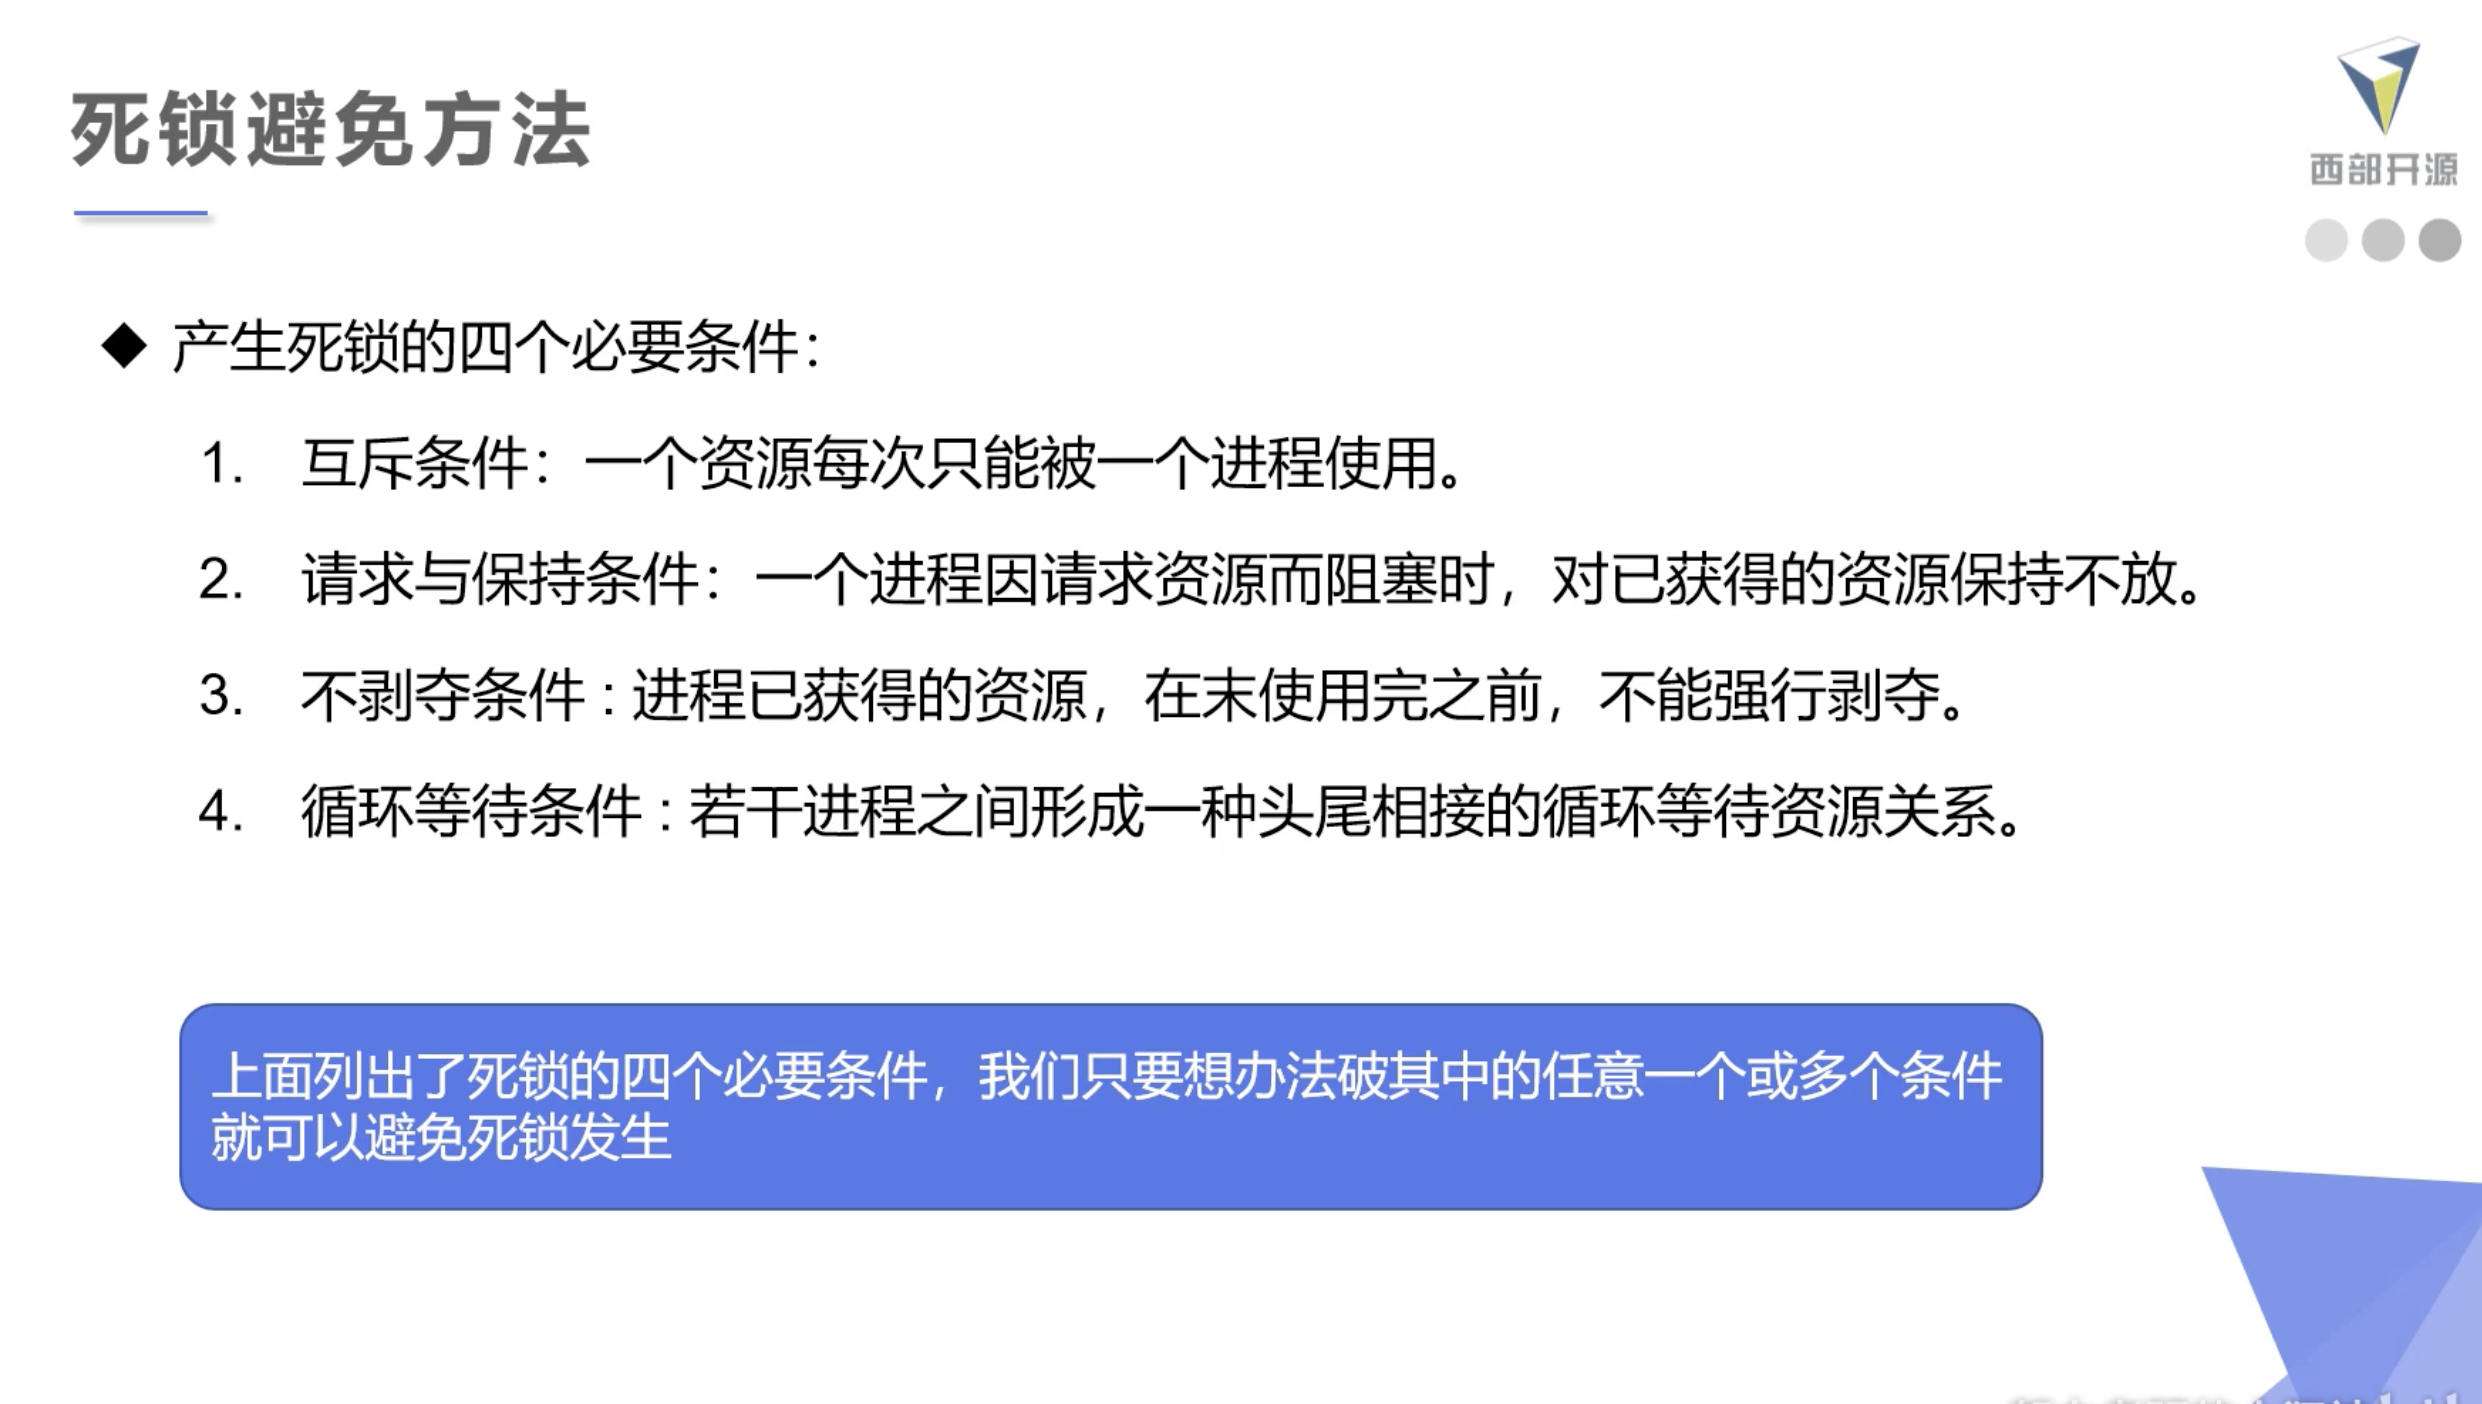 死锁避免方法
西部开源
◆ 产生死锁的四个必要条件：
1. 互斥条件：一个资源每次只能被一个进程使用。
2. 请求与保持条件：一个进程因请求资源而阻塞时，对已获得的资源保持不放。
3. 不剥夺条件 : 进程已获得的资源，在末使用完之前，不能强行剥夺。
4. 循环等待条件 : 若干进程之间形成一种头尾相接的循环等待资源关系。
上面列出了死锁的四个必要条件，我们只要想办法破其中的任意一个或多个条件
就可以避免死锁发生